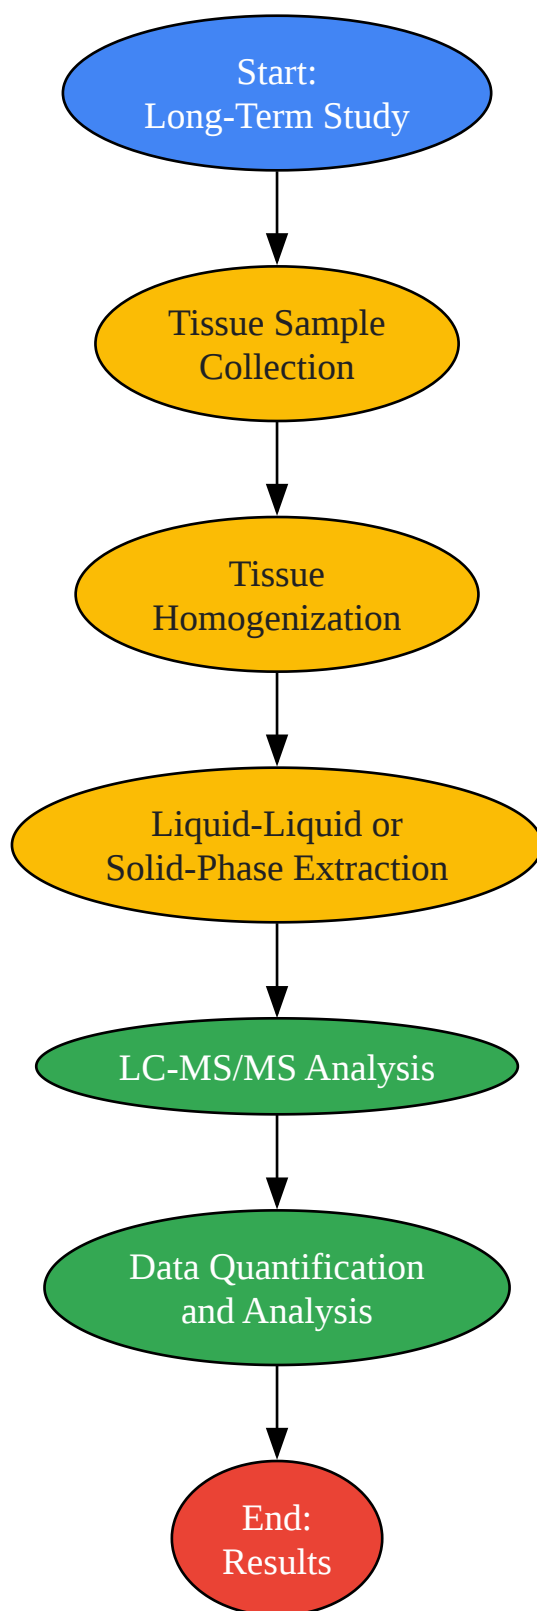 Start:
Long-Term Study
Tissue Sample
Collection
Tissue
Homogenization
Liquid-Liquid or
Solid-Phase Extraction
LC-MS/MS Analysis
Data Quantification
and Analysis
End:
Results